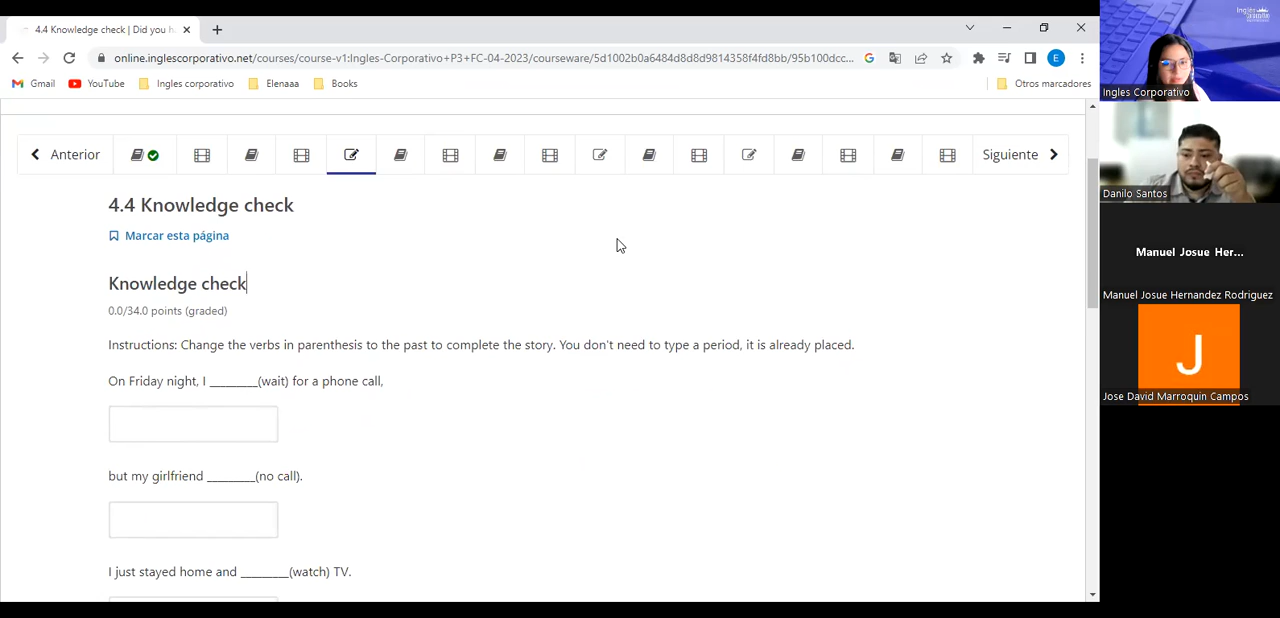 4.4 Knowledge check | Did you h
online.inglescorporativo.net/courses/course-v1:Ingles-Corporativo+P3+FC-04-2023/courseware/5d1002b0a6484d8d8d9814358f4fd8bb/95b100dcc...
E
Gmail
YouTube
Ingles corporativo
Elenaaa
Books
Otros marcadores
Anterior
Siguiente
4.4 Knowledge check
Marcar esta página
Knowledge check
0.0/34.0 points (graded)
Instructions: Change the verbs in parenthesis to the past to complete the story. You don't need to type a period, it is already placed.
On Friday night, I ________(wait) for a phone call,
but my girlfriend ________(no call).
I just stayed home and ________(watch) TV.
Ingles Corporativo
Danilo Santos
Manuel Josue Her...
Manuel Josue Hernandez Rodriguez
J
Jose David Marroquin Campos